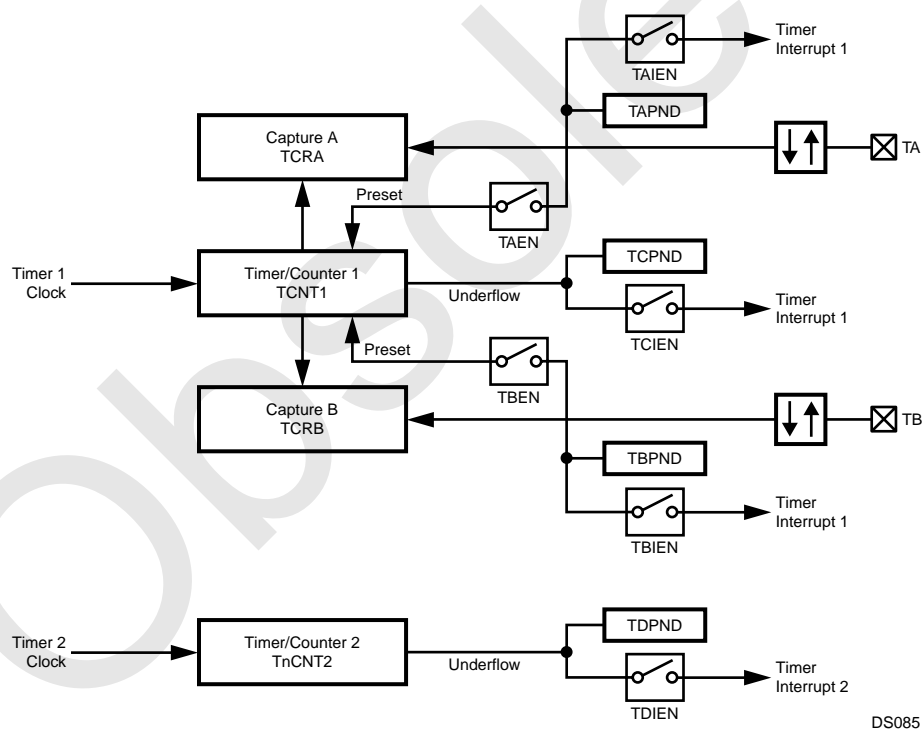 Timer
Interrupt 1
TAIEN
TAPND
Capture A
TCRA
TA
Preset
TAEN
TCPND
Timer 1
Clock
Timer/Counter 1
TCNT1
Underflow
Timer
Interrupt 1
TCIEN
Preset
TBEN
Capture B
TCRB
TB
TBPND
Timer
Interrupt 1
TBIEN
TDPND
Timer 2
Clock
Timer/Counter 2
TnCNT2
Underflow
Timer
Interrupt 2
TDIEN
DS085
Obsole